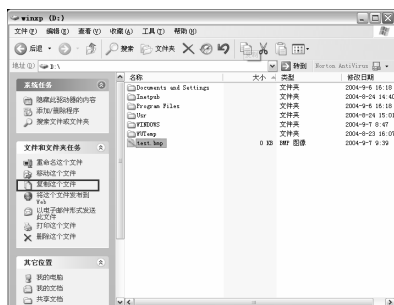 winxp (D:)
文件(F) 编辑(E) 查看(V) 收藏(A) 工具(T) 帮助(H)
后退 搜索 文件夹
地址(D) D:\ 转到 Norton AntiVirus
系统任务
隐藏此驱动器的内容
添加/删除程序
搜索文件或文件夹
文件和文件夹任务
重命名这个文件
移动这个文件
复制这个文件
将这个文件发布到
Web
以电子邮件形式发送
此文件
打印这个文件
删除这个文件
其它位置
我的电脑
我的文档
共享文档
名称 大小 类型 修改日期
Documents and Settings 文件夹 2004-9-6 16:18
Inetpub 文件夹 2004-8-24 14:40
Program Files 文件夹 2004-9-6 16:18
Usr 文件夹 2004-8-24 15:01
WINDOWS 文件夹 2004-9-7 8:47
WUTemp 文件夹 2004-8-23 16:07
test.bmp 0 KB BMP 图像 2004-9-7 9:39